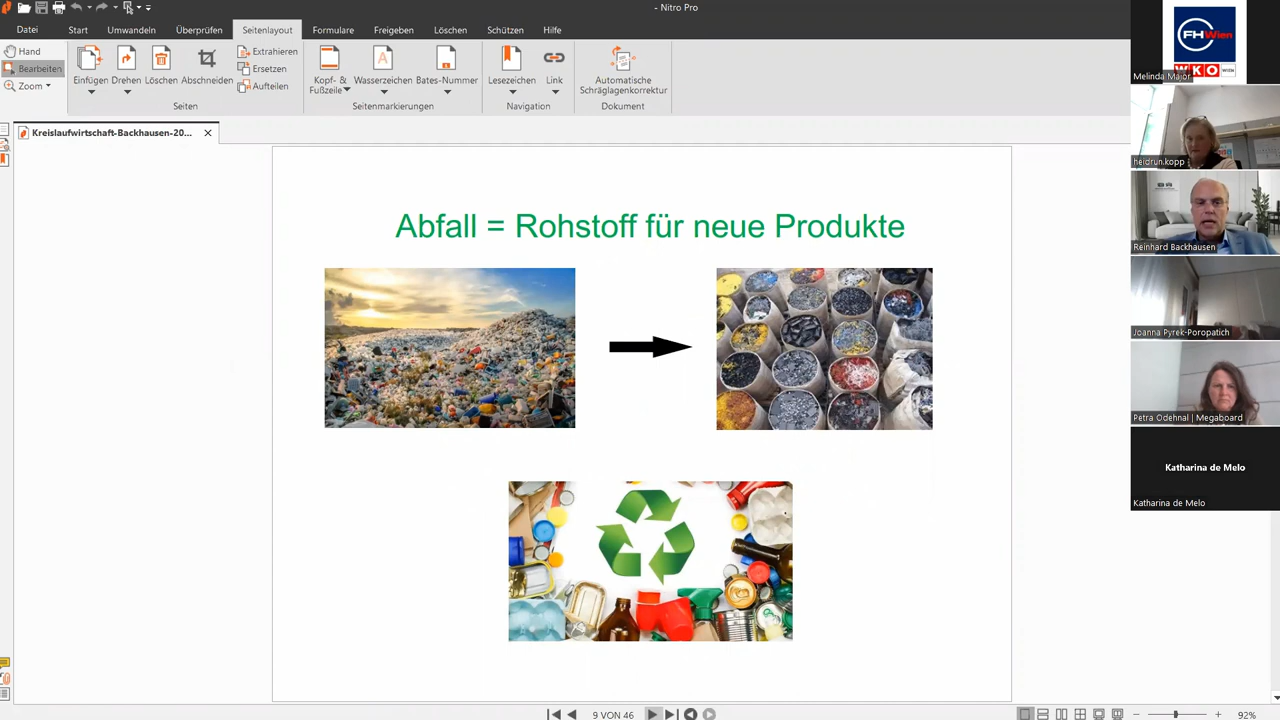 - Nitro Pro
Datei
Start
Umwandeln
Überprüfen
Seitenlayout
Formulare
Freigeben
Löschen
Schützen
Hilfe
Hand
Bearbeiten
Zoom
Einfügen
Drehen
Löschen
Abschneiden
Extrahieren
Ersetzen
Aufteilen
Seiten
Kopf- &
Fußzeile
Wasserzeichen
Bates-Nummer
Seitenmarkierungen
Lesezeichen
Link
Navigation
Automatische
Schräglagenkorrektur
Dokument
Kreislaufwirtschaft-Backhausen-20...
Abfall = Rohstoff für neue Produkte
9 VON 46
92%
FHWien
WKO WIEN
Melinda Major
heidrun.kopp
Reinhard Backhausen
Joanna Pyrek-Poropatich
Petra Odehnal | Megaboard
Katharina de Melo
Katharina de Melo